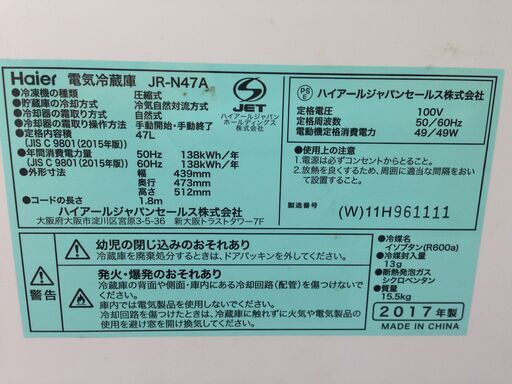 Haier 電気冷蔵庫 JR-N47A
●冷凍機の種類 圧縮式
●貯蔵庫の冷却方式 冷気自然対流方式
●冷却器の霜取り方式 自然式
●冷却器の霜取り操作方法 手動開始・手動終了
●定格内容積 47L
(JIS C 9801(2015年版))
●年間消費電力量 50Hz 138kWh/年
(JIS C 9801(2015年版)) 60Hz 138kWh/年
●外形寸法 幅 439mm
奥行 473mm
高さ 512mm
●コードの長さ 1.8m
ハイアールジャパンセールス株式会社
大阪府大阪市淀川区宮原3-5-36 新大阪トラストタワー7F
S
JET
ハイアールジャパン
ホールディングス
株式会社
PS
E
ハイアールジャパンセールス株式会社
定格電圧 100V
定格周波数 50/60Hz
電動機定格消費電力 49/49W
●使用上の注意
1.電源は必ずコンセントからとること。
2.放熱を良くするため、周囲に適当な間隔をおい
て設置すること。
製造番号
(W)11H961111
警告
幼児の閉じ込みのおそれあり
冷蔵庫を廃棄処分するときは、ドアパッキンを外してください。
発火・爆発のおそれあり
冷蔵庫の背面や側面・庫内にある冷却回路(配管)を傷つけないで
ください。
庫内では電気製品を使用しないでください。
冷却回路を傷つけたときは、冷蔵庫に触れずに火気や電気製品の
使用を避け窓を開け換気してください。
●冷媒名
イソブタン(R600a)
●冷媒封入量
13g
●断熱発泡ガス
シクロペンタン
●質量
15.5kg
2017年製
MADE IN CHINA